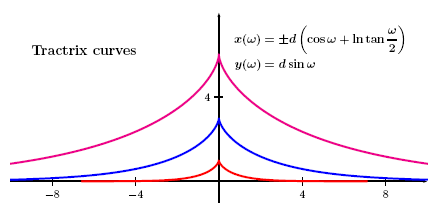 x(ω) = ±d (cos ω + ln tan ω/2)
Tractrix curves
y(ω) = d sin ω
4
−8 −4 4 8